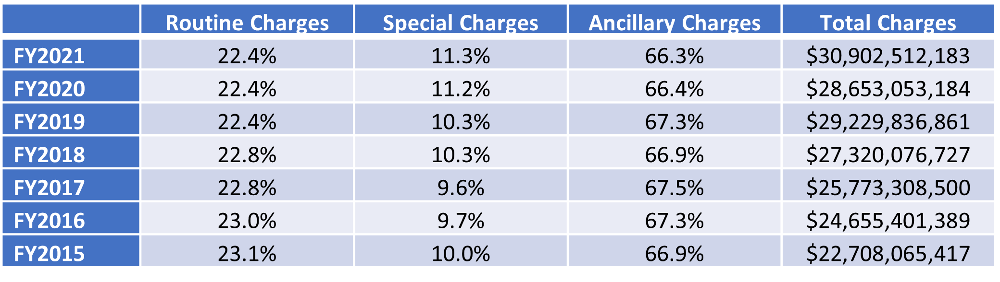 Routine Charges Special Charges Ancillary Charges Total Charges
FY2021 22.4% 11.3% 66.3% $30,902,512,183
FY2020 22.4% 11.2% 66.4% $28,653,053,184
FY2019 22.4% 10.3% 67.3% $29,229,836,861
FY2018 22.8% 10.3% 66.9% $27,320,076,727
FY2017 22.8% 9.6% 67.5% $25,773,308,500
FY2016 23.0% 9.7% 67.3% $24,655,401,389
FY2015 23.1% 10.0% 66.9% $22,708,065,417